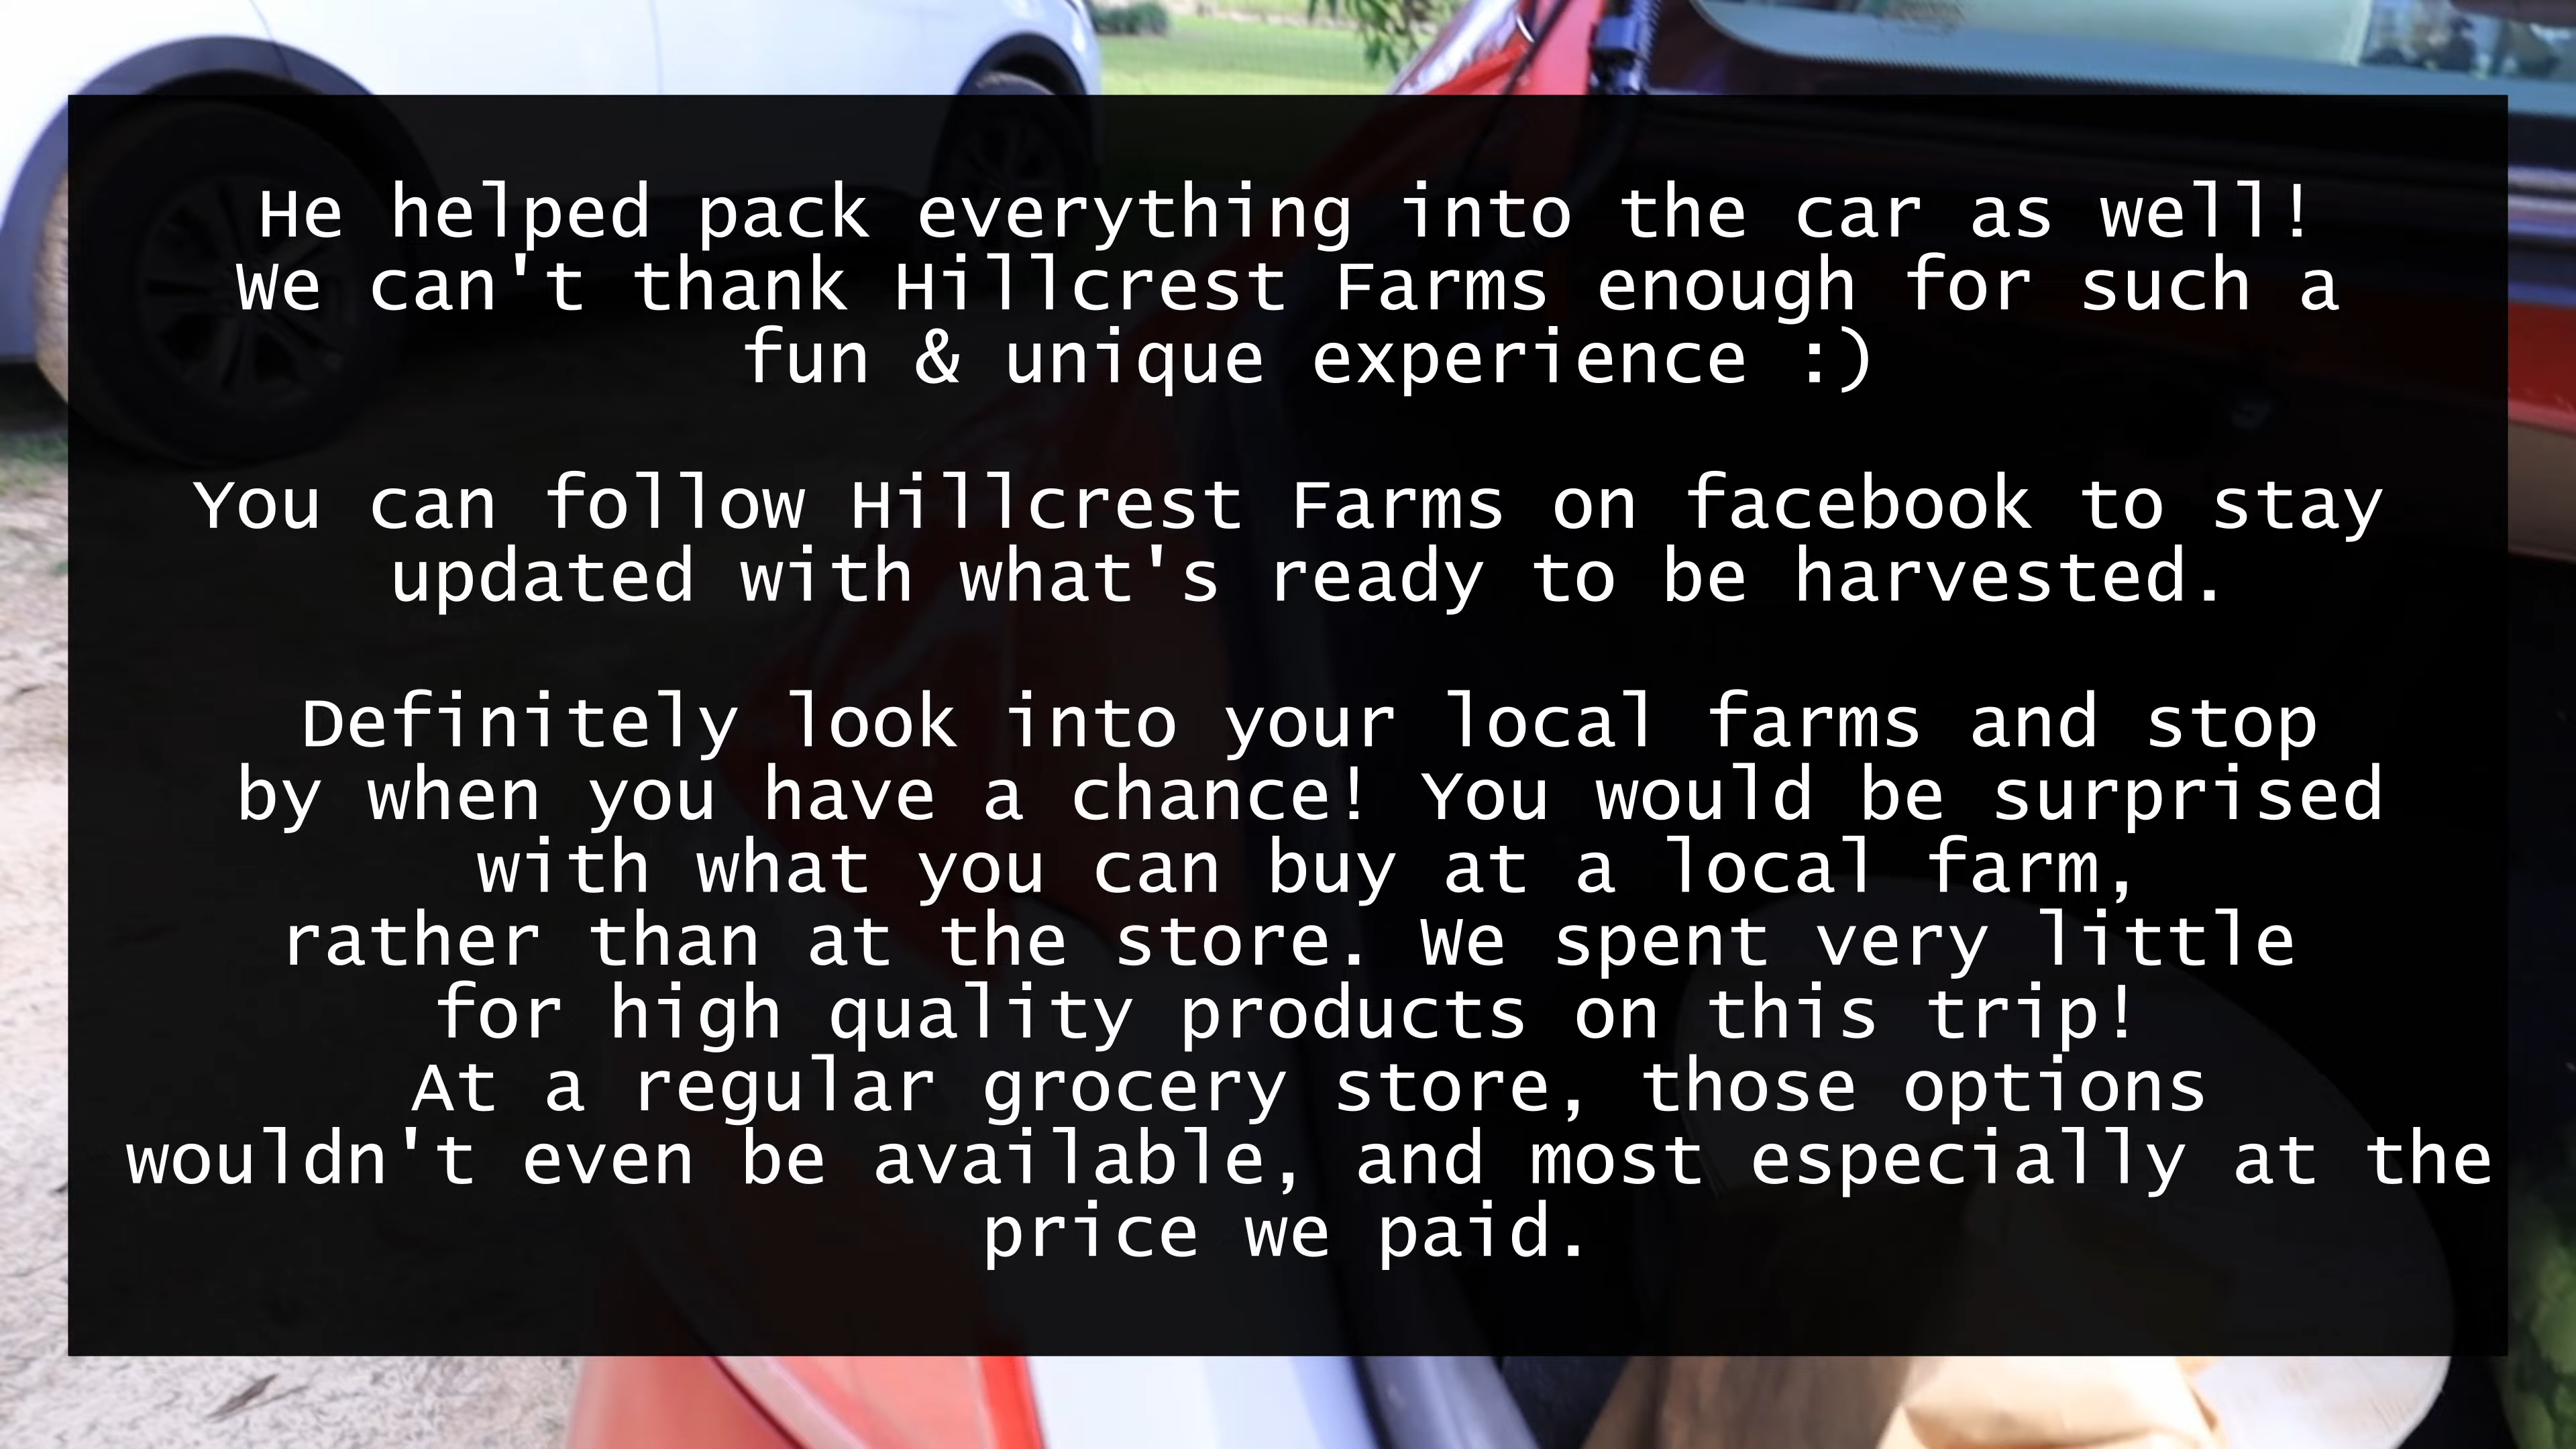 He helped pack everything into the car as well!
We can't thank Hillcrest Farms enough for such a
fun & unique experience :)
You can follow Hillcrest Farms on facebook to stay
updated with what's ready to be harvested.
Definitely look into your local farms and stop
by when you have a chance! You would be surprised
with what you can buy at a local farm,
rather than at the store. We spent very little
for high quality products on this trip!
At a regular grocery store, those options
wouldn't even be available, and most especially at the
price we paid.